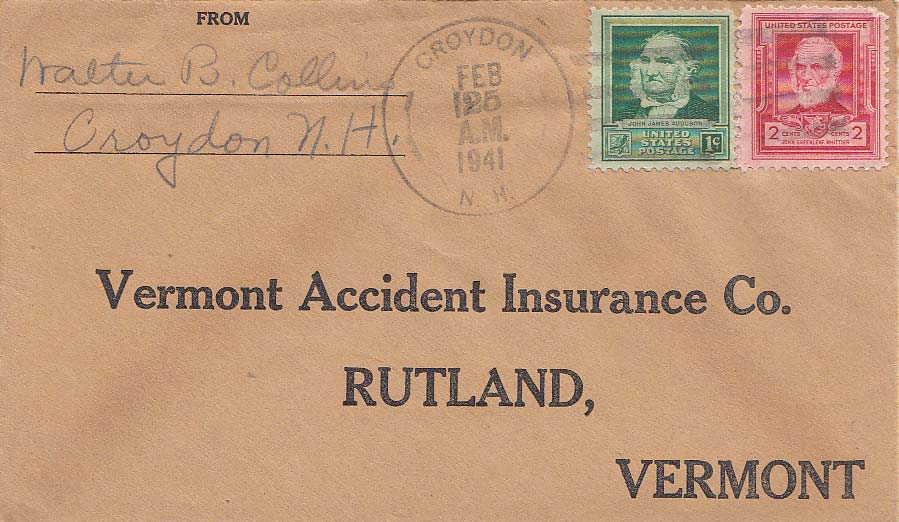 FROM
Walter B. Collins
Croydon N.H.
CROYDON
FEB
25
A.M.
1941
N.H.
JOHN JAMES AUDUBON
UNITED
STATES
POSTAGE
1¢
UNITED STATES POSTAGE
2 CENTS CENTS 2
JOHN GREENLEAF WHITTIER
Vermont Accident Insurance Co.
RUTLAND,
VERMONT